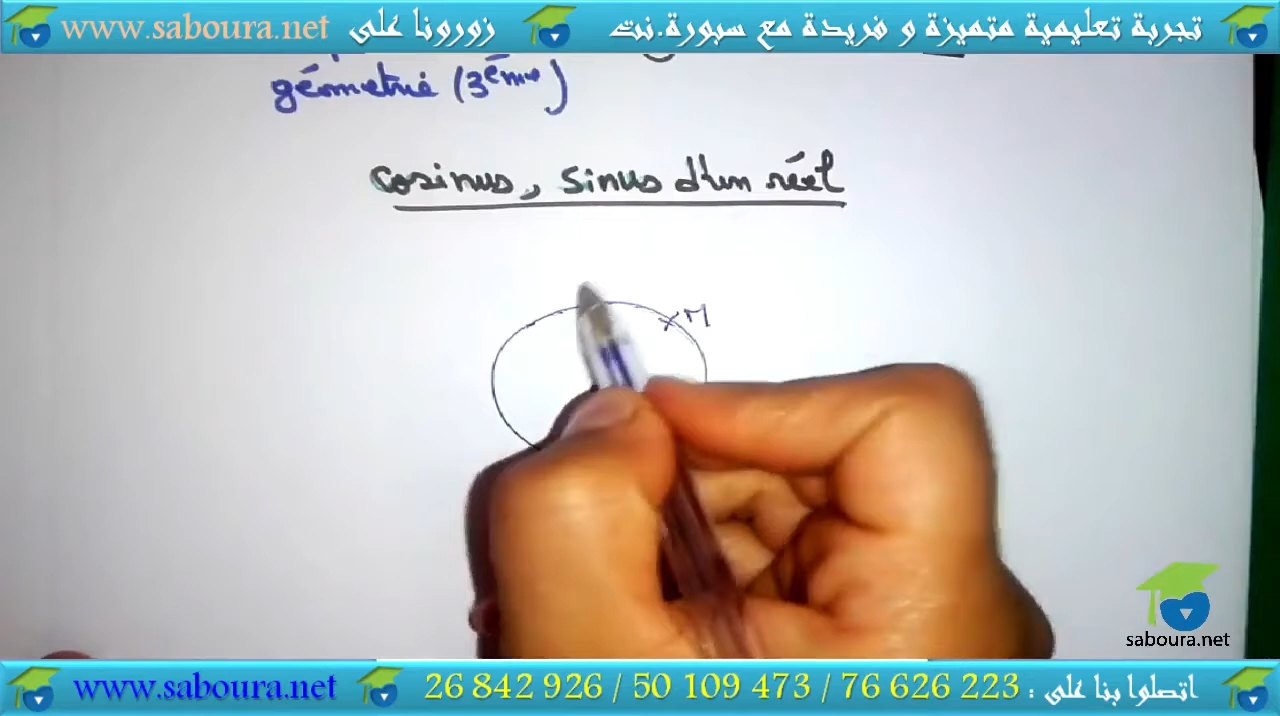 تجربة تعليمية متميزة و فريدة مع سبورة.نت زورونا على www.saboura.net
géométrie (3ème)
cosinus, sinus d'un réel
M
saboura.net
اتصلوا بنا على : 26 842 926 / 50 109 473 / 76 626 223 www.saboura.net